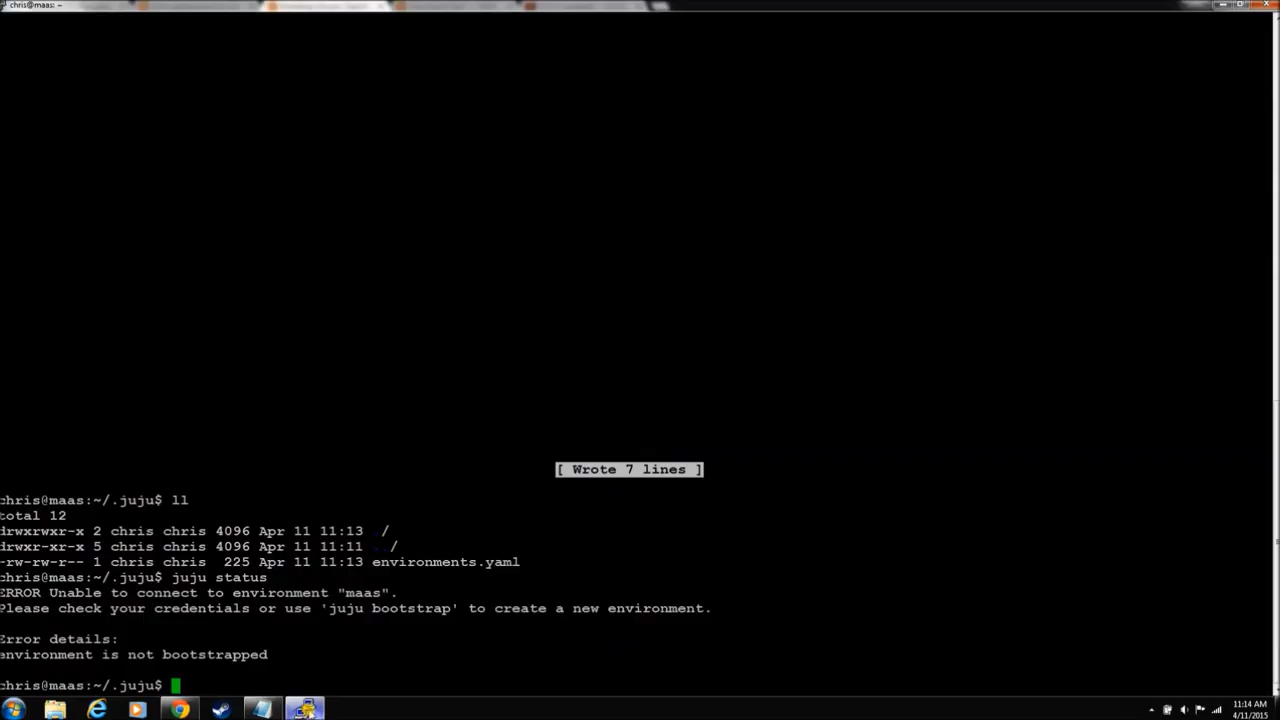 chris@maas: ~
[ Wrote 7 lines ]
chris@maas:~/.juju$ ll
total 12
drwxrwxr-x 2 chris chris 4096 Apr 11 11:13 ./
drwxr-xr-x 5 chris chris 4096 Apr 11 11:11 ../
-rw-rw-r-- 1 chris chris  225 Apr 11 11:13 environments.yaml
chris@maas:~/.juju$ juju status
ERROR Unable to connect to environment "maas".
Please check your credentials or use 'juju bootstrap' to create a new environment.
Error details:
environment is not bootstrapped
chris@maas:~/.juju$
11:14 AM
4/11/2015